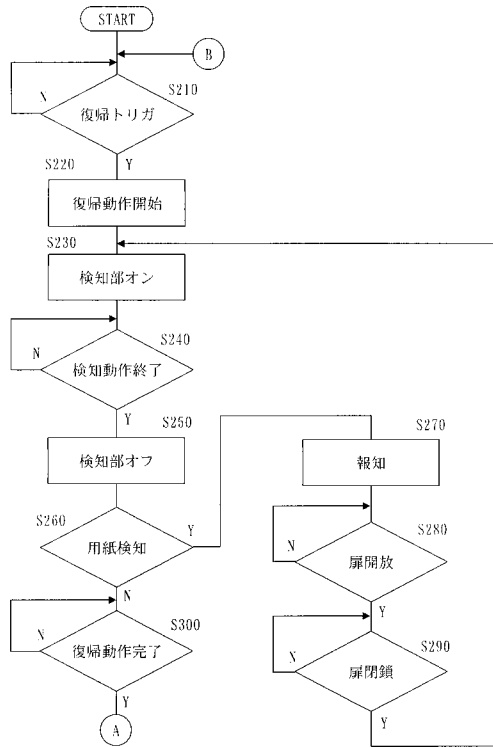 START
B
S210
復帰トリガ
N
Y
S220
復帰動作開始
S230
検知部オン
S240
検知動作終了
N
Y
S250
検知部オフ
S260
用紙検知
Y
N
S300
復帰動作完了
N
Y
A
S270
報知
S280
扉開放
N
Y
S290
扉閉鎖
N
Y